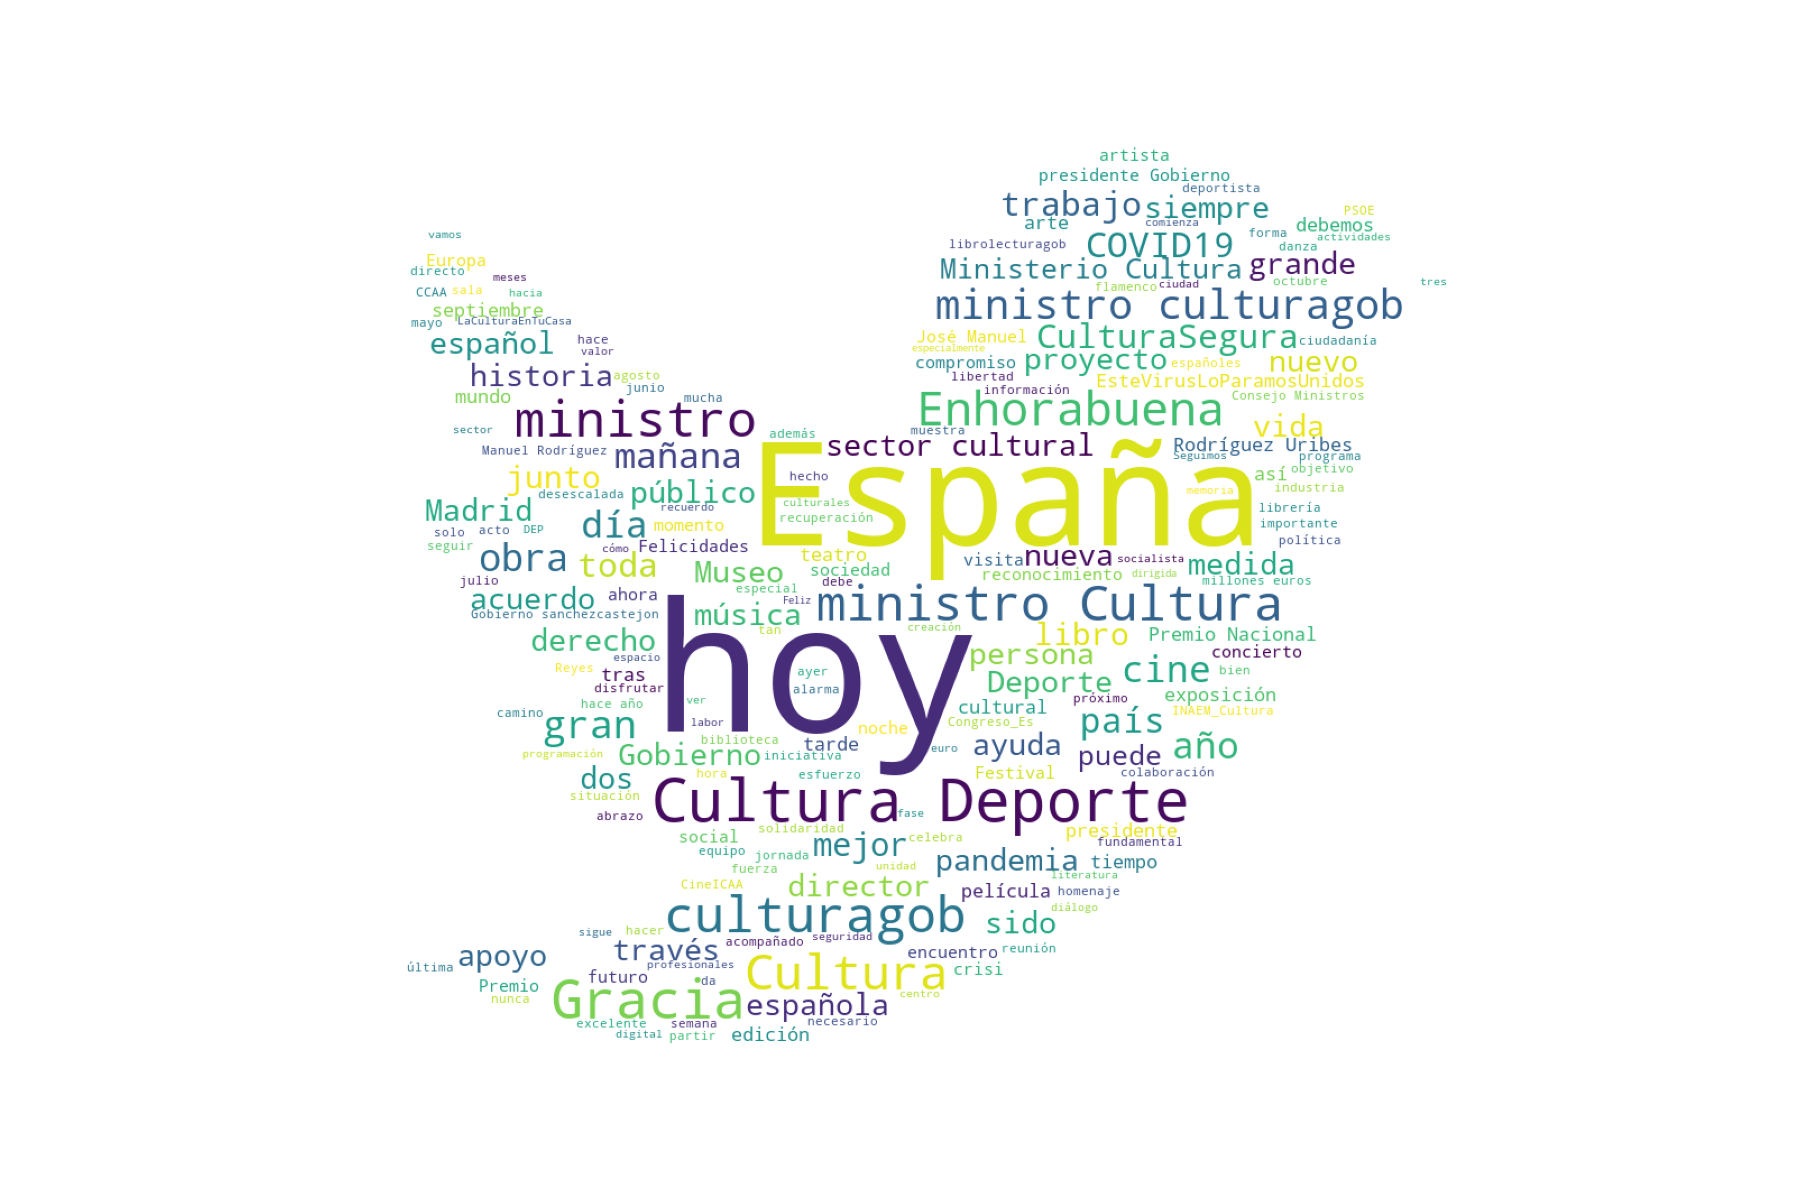 artista
presidente Gobierno
deportista
trabajo
siempre
PSOE
arte
comienza
debemos
vamos
librolecturagob
COVID19
forma
danza
actividades
Europa
directo
meses
Ministerio Cultura
grande
CCAA
sala
hacia
flamenco
ciudad
octubre
tres
septiembre
ministro culturagob
mayo
LaCulturaEnTuCasa
español
hace
valor
José Manuel
especialmente
CulturaSegura
ciudadanía
compromiso
proyecto
españoles
nuevo
historia
agosto
junio
libertad
información
EsteVirusLoParamosUnidos
mundo
mucha
Consejo Ministros
ministro
Enhorabuena
vida
sector
además
muestra
Manuel Rodríguez
mañana
sector cultural
Rodríguez Uribes
Seguimos
programa
junto
hecho
España
así
objetivo
desescalada
público
culturales
memoria
industria
Madrid
día
recuerdo
momento
recuperación
librería
importante
solo
acto
DEP
seguir
cómo
Felicidades
política
obra
toda
teatro
visita
nueva
socialista
medida
julio
Museo
sociedad
debe
reconocimiento
dirigida
millones euros
acuerdo
ahora
especial
Feliz
Gobierno sanchezcastejon
música
ministro Cultura
derecho
hoy
tan
creación
libro
Premio Nacional
espacio
persona
concierto
Reyes
tras
ayer
cine
bien
disfrutar
alarma
Deporte
hace año
ver
próximo
exposición
camino
cultural
INAEM_Cultura
gran
labor
noche
Congreso_Es
país
programación
Gobierno
biblioteca
tarde
euro
ayuda
puede
año
iniciativa
dos
hora
esfuerzo
Festival
colaboración
situación
Cultura Deporte
abrazo
fase
social
solidaridad
celebra
presidente
fundamental
equipo
jornada
mejor
pandemia
tiempo
fuerza
unidad
literatura
CineICAA
director
película
homenaje
culturagob
diálogo
sido
sigue
hacer
través
acompañado
seguridad
encuentro
reunión
apoyo
última
profesionales
futuro
da
Cultura
crisi
Premio
nunca
Gracia
española
centro
excelente
semana
necesario
digital
partir
edición